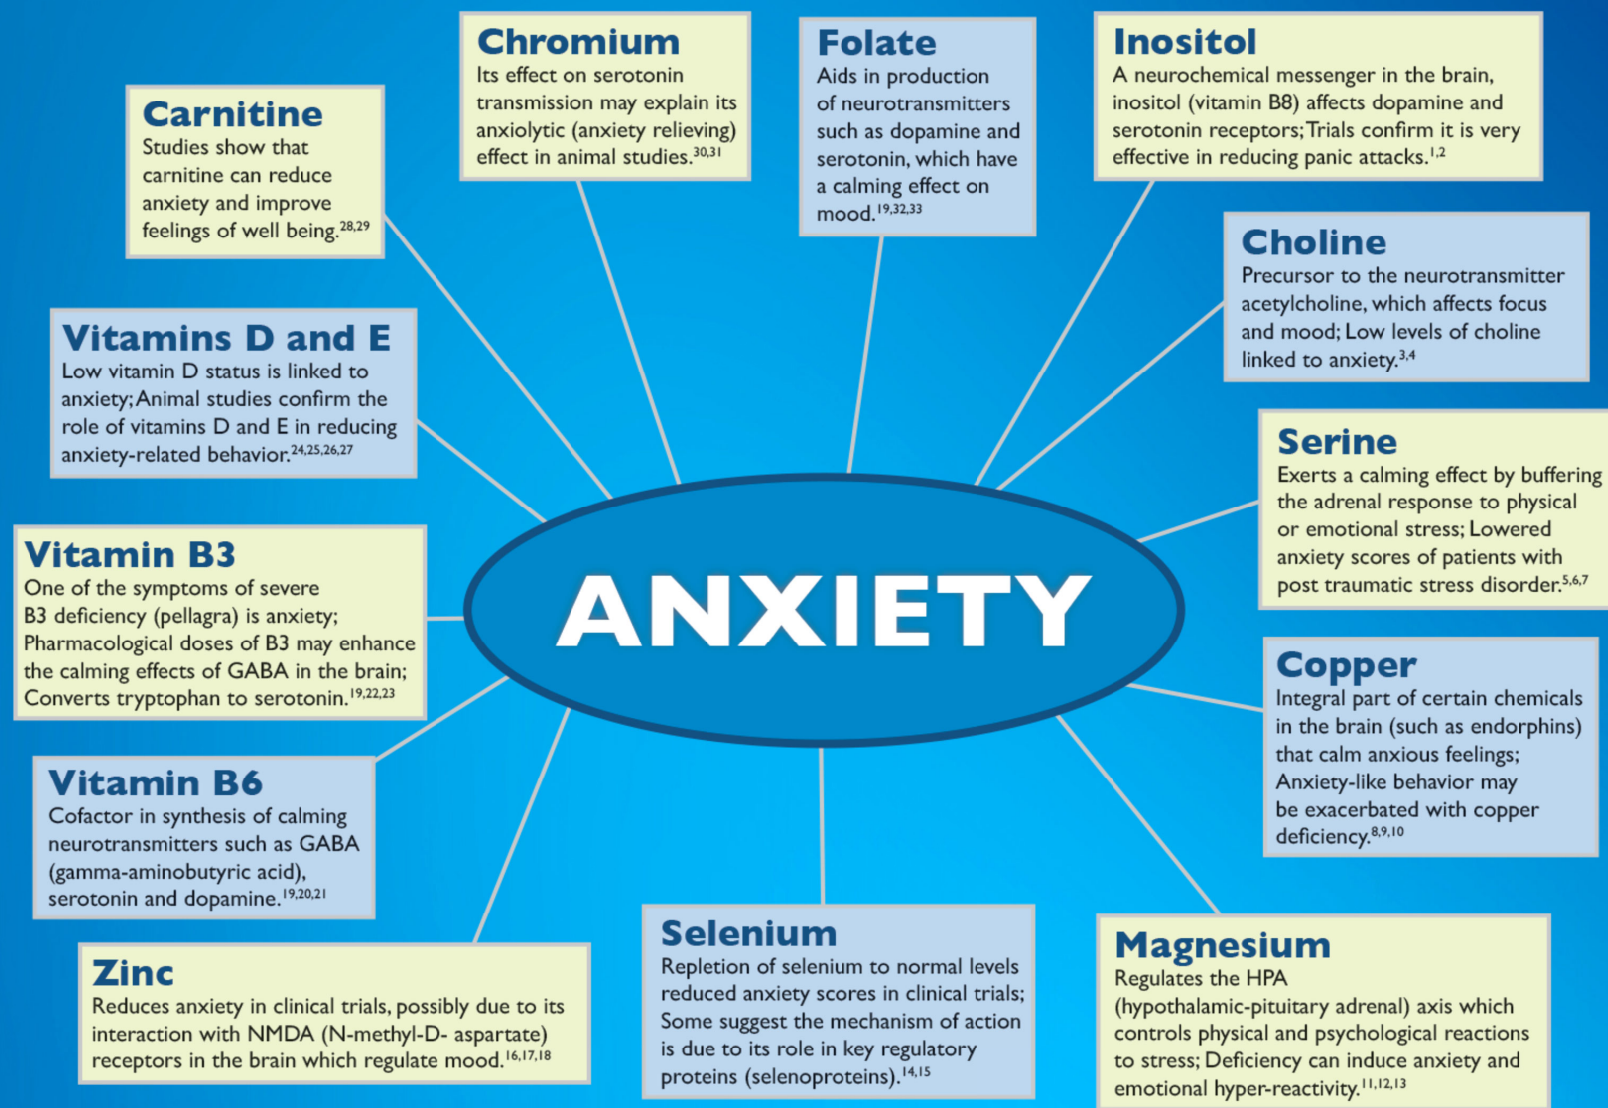 Chromium
Its effect on serotonin
transmission may explain its
anxiolytic (anxiety relieving)
effect in animal studies.30,31
Folate
Aids in production
of neurotransmitters
such as dopamine and
serotonin, which have
a calming effect on
mood.19,32,33
Inositol
A neurochemical messenger in the brain,
inositol (vitamin B8) affects dopamine and
serotonin receptors; Trials confirm it is very
effective in reducing panic attacks.1,2
Carnitine
Studies show that
carnitine can reduce
anxiety and improve
feelings of well being.28,29
Choline
Precursor to the neurotransmitter
acetylcholine, which affects focus
and mood; Low levels of choline
linked to anxiety.3,4
Vitamins D and E
Low vitamin D status is linked to
anxiety; Animal studies confirm the
role of vitamins D and E in reducing
anxiety-related behavior.24,25,26,27
Serine
Exerts a calming effect by buffering
the adrenal response to physical
or emotional stress; Lowered
anxiety scores of patients with
post traumatic stress disorder.5,6,7
Vitamin B3
One of the symptoms of severe
B3 deficiency (pellagra) is anxiety;
Pharmacological doses of B3 may enhance
the calming effects of GABA in the brain;
Converts tryptophan to serotonin.19,22,23
ANXIETY
Copper
Integral part of certain chemicals
in the brain (such as endorphins)
that calm anxious feelings;
Anxiety-like behavior may
be exacerbated with copper
deficiency.8,9,10
Vitamin B6
Cofactor in synthesis of calming
neurotransmitters such as GABA
(gamma-aminobutyric acid),
serotonin and dopamine.19,20,21
Zinc
Reduces anxiety in clinical trials, possibly due to its
interaction with NMDA (N-methyl-D- aspartate)
receptors in the brain which regulate mood.16,17,18
Selenium
Repletion of selenium to normal levels
reduced anxiety scores in clinical trials;
Some suggest the mechanism of action
is due to its role in key regulatory
proteins (selenoproteins).14,15
Magnesium
Regulates the HPA
(hypothalamic-pituitary adrenal) axis which
controls physical and psychological reactions
to stress; Deficiency can induce anxiety and
emotional hyper-reactivity.11,12,13